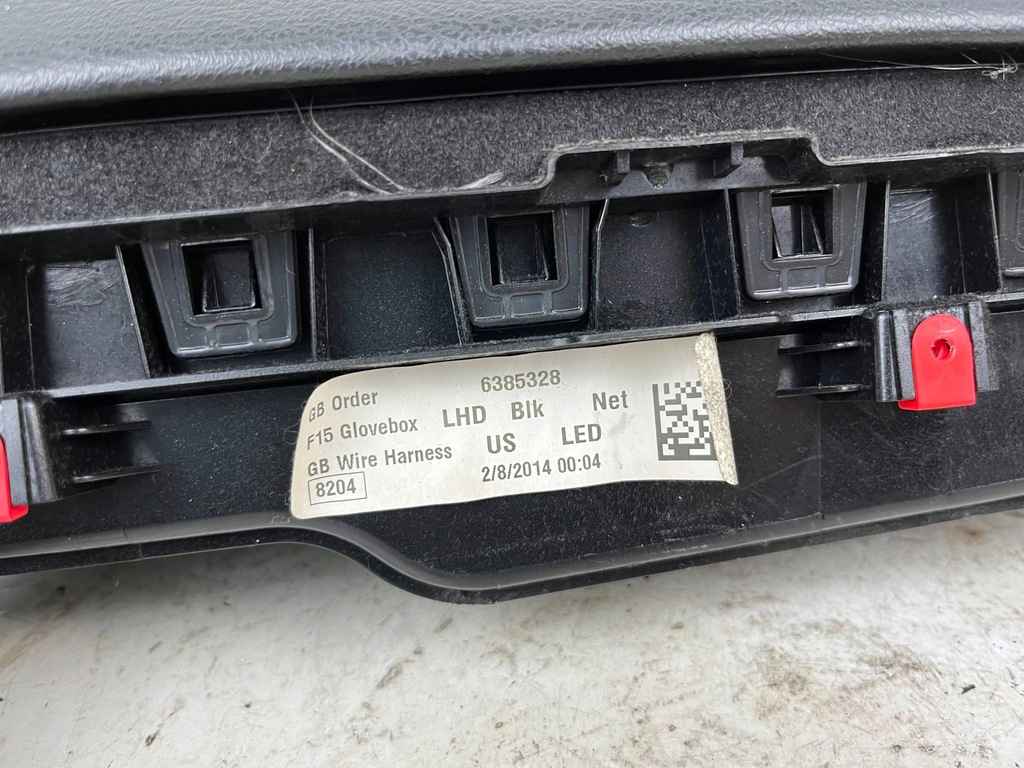 GB Order 6385328
F15 Glovebox LHD Blk Net
GB Wire Harness US LED
8204 2/8/2014 00:04